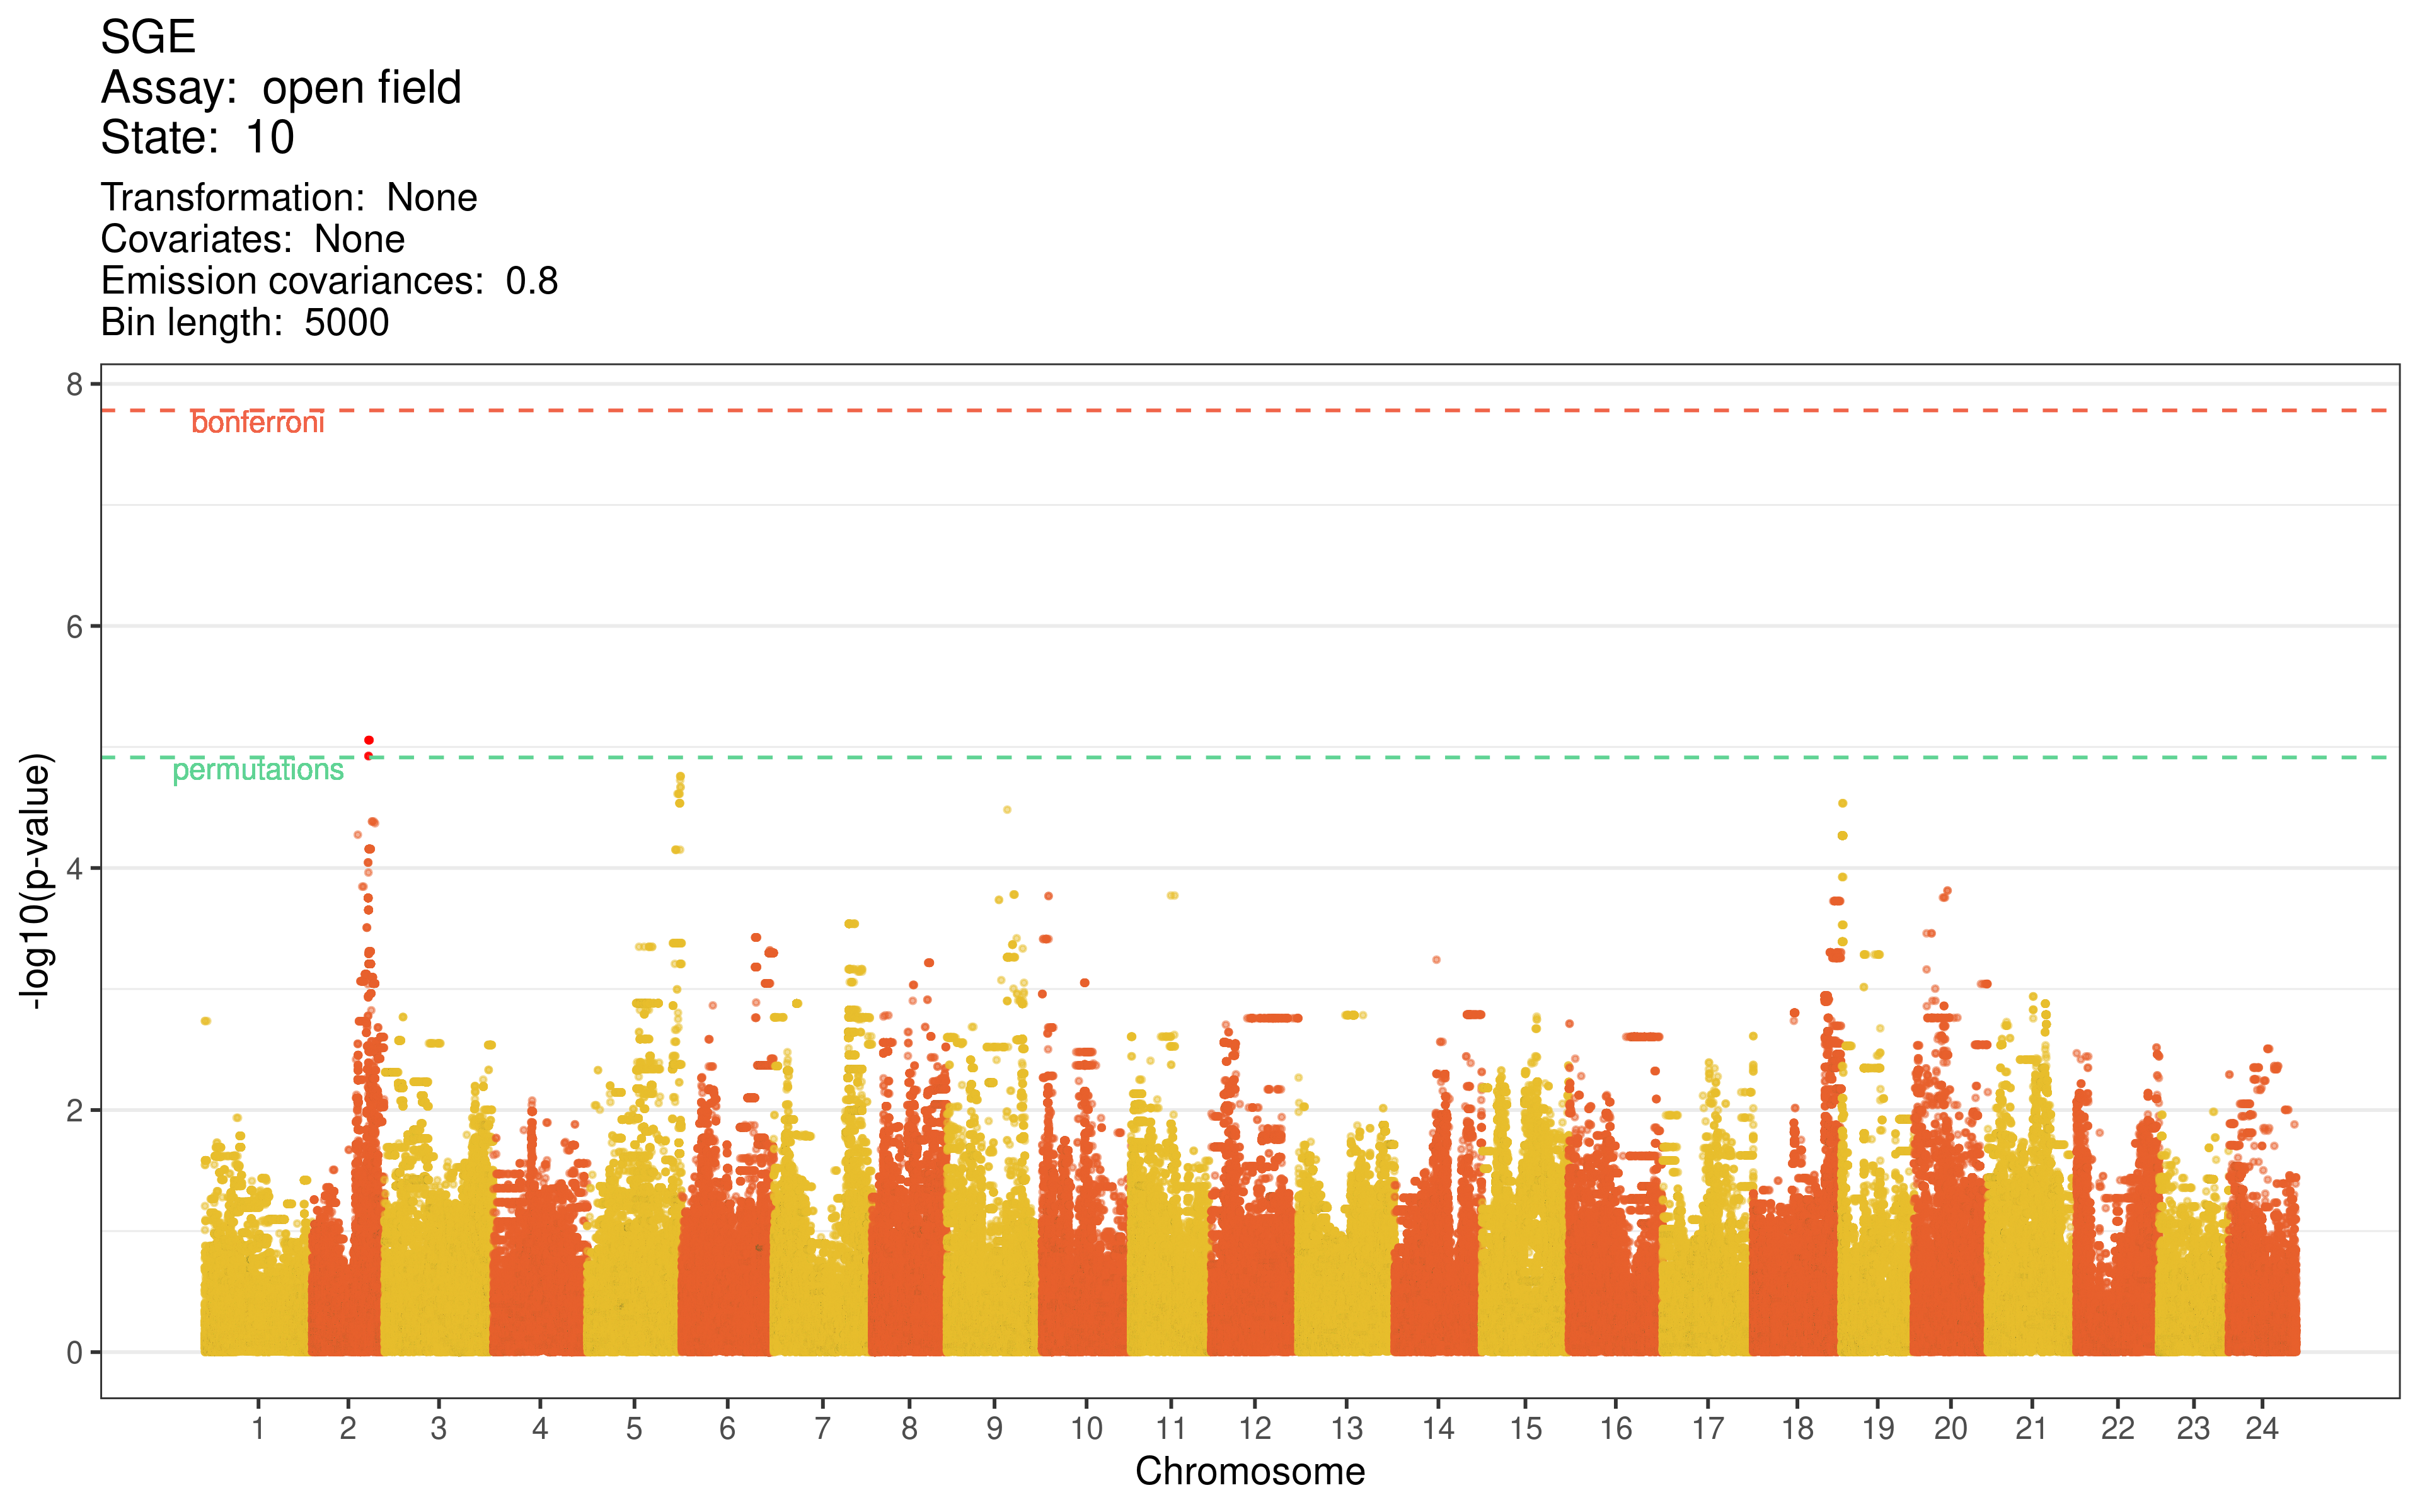 SGE
Assay:  open field
State:  10
Transformation:  None
Covariates:  None
Emission covariances:  0.8
Bin length:  5000
8
bonferroni
6
permutations
4
2
0
-log10(p-value)
1 2 3 4 5 6 7 8 9 10 11 12 13 14 15 16 17 18 19 20 21 22 23 24
Chromosome